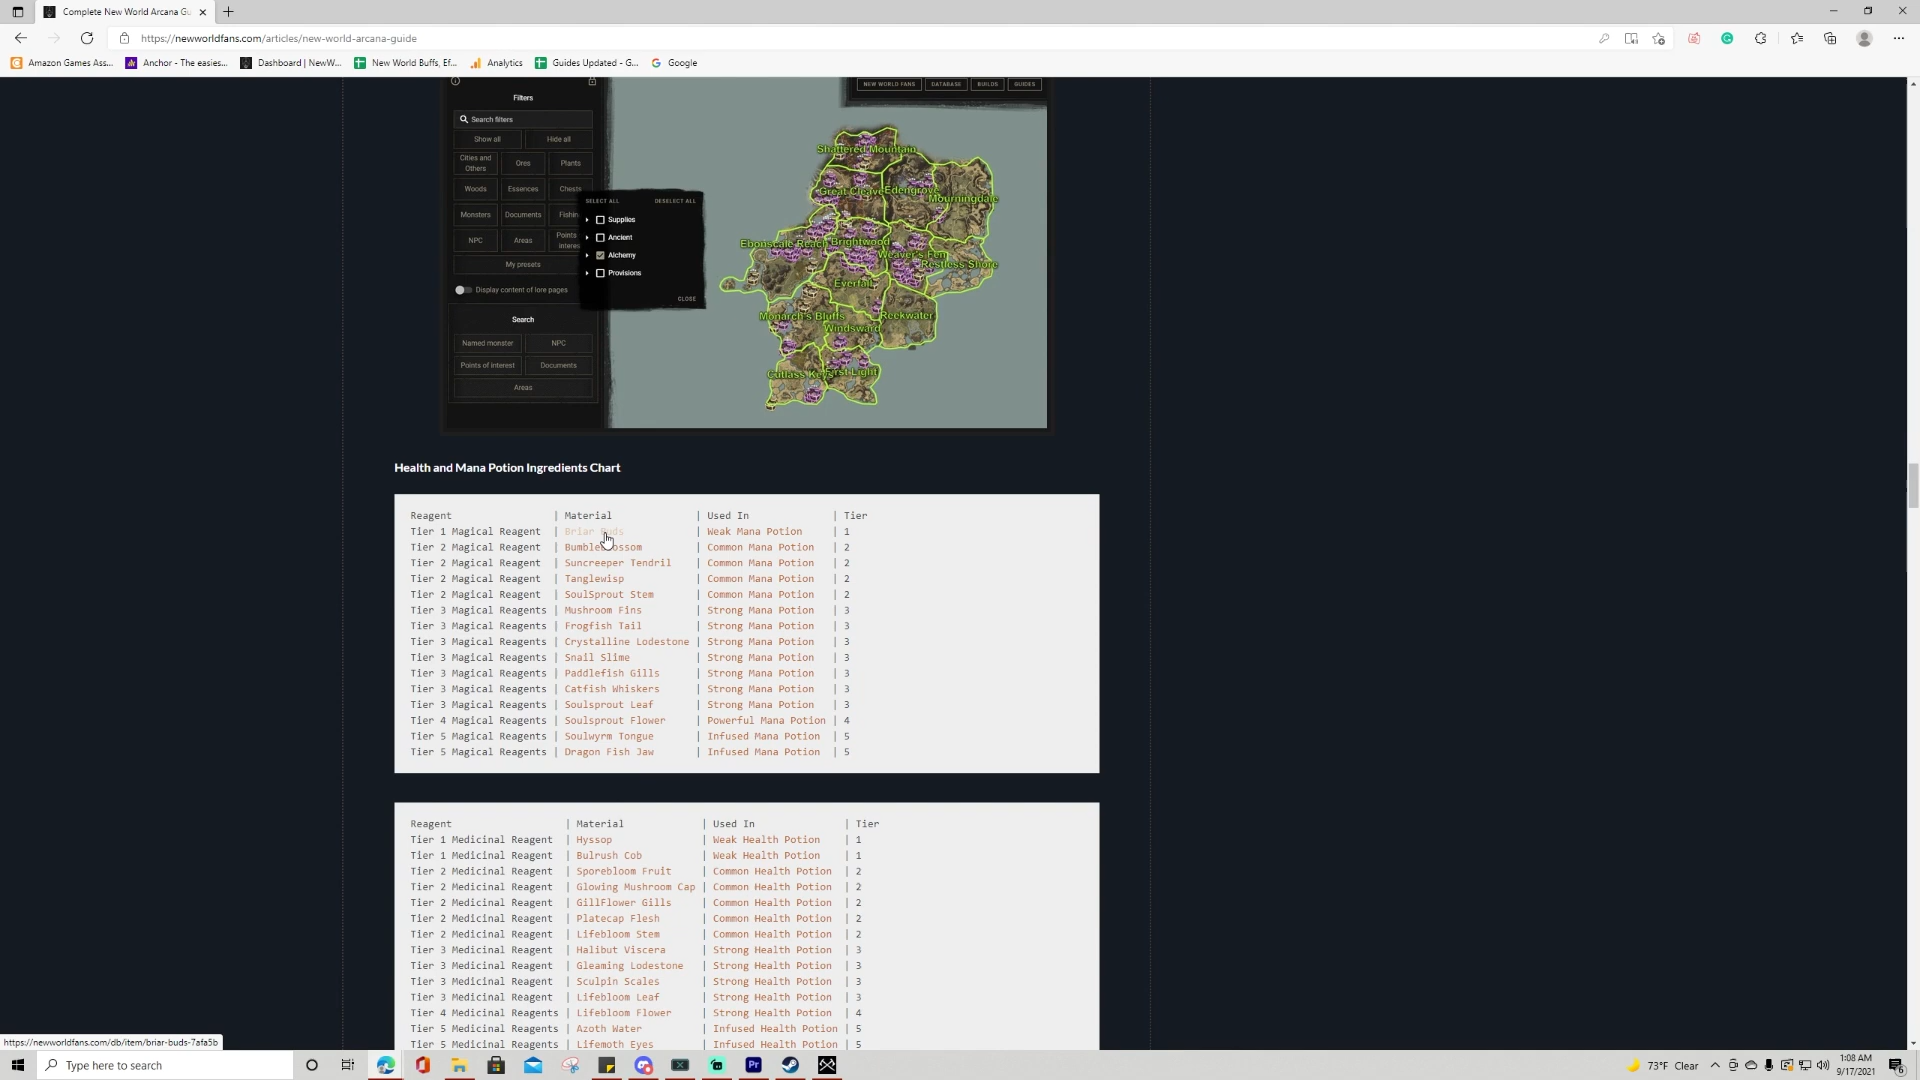 Complete New World Arcana Gu
https://newworldfans.com/articles/new-world-arcana-guide
Amazon Games Ass...
Anchor - The easies...
Dashboard | NewW...
New World Buffs, Ef...
Analytics
Guides Updated - G...
Google
NEW WORLD FANS
DATABASE
BUILDS
GUIDES
Filters
Search filters
Show all
Hide all
Cities and
Others
Ores
Plants
Woods
Essences
Chests
Monsters
Documents
Fishin
NPC
Areas
Points
interes
My presets
Display content of lore pages
Search
Named monster
NPC
Points of interest
Documents
Areas
SELECT ALL
DESELECT ALL
Supplies
Ancient
Alchemy
Provisions
CLOSE
Shattered Mountain
Great Cleave
Edengrove
Mourningdale
Ebonscale Reach
Brightwood
Weaver's Fen
Restless Shore
Everfall
Monarch's Bluffs
Reekwater
Windsward
Cutlass Keys
First Light
Health and Mana Potion Ingredients Chart
Reagent | Material | Used In | Tier
Tier 1 Magical Reagent | Briar Buds | Weak Mana Potion | 1
Tier 2 Magical Reagent | Bumbleblossom | Common Mana Potion | 2
Tier 2 Magical Reagent | Suncreeper Tendril | Common Mana Potion | 2
Tier 2 Magical Reagent | Tanglewisp | Common Mana Potion | 2
Tier 2 Magical Reagent | SoulSprout Stem | Common Mana Potion | 2
Tier 3 Magical Reagents | Mushroom Fins | Strong Mana Potion | 3
Tier 3 Magical Reagents | Frogfish Tail | Strong Mana Potion | 3
Tier 3 Magical Reagents | Crystalline Lodestone | Strong Mana Potion | 3
Tier 3 Magical Reagents | Snail Slime | Strong Mana Potion | 3
Tier 3 Magical Reagents | Paddlefish Gills | Strong Mana Potion | 3
Tier 3 Magical Reagents | Catfish Whiskers | Strong Mana Potion | 3
Tier 3 Magical Reagents | Soulsprout Leaf | Strong Mana Potion | 3
Tier 4 Magical Reagents | Soulsprout Flower | Powerful Mana Potion | 4
Tier 5 Magical Reagents | Soulwyrm Tongue | Infused Mana Potion | 5
Tier 5 Magical Reagents | Dragon Fish Jaw | Infused Mana Potion | 5
Reagent | Material | Used In | Tier
Tier 1 Medicinal Reagent | Hyssop | Weak Health Potion | 1
Tier 1 Medicinal Reagent | Bulrush Cob | Weak Health Potion | 1
Tier 2 Medicinal Reagent | Sporebloom Fruit | Common Health Potion | 2
Tier 2 Medicinal Reagent | Glowing Mushroom Cap | Common Health Potion | 2
Tier 2 Medicinal Reagent | GillFlower Gills | Common Health Potion | 2
Tier 2 Medicinal Reagent | Platecap Flesh | Common Health Potion | 2
Tier 2 Medicinal Reagent | Lifebloom Stem | Common Health Potion | 2
Tier 3 Medicinal Reagent | Halibut Viscera | Strong Health Potion | 3
Tier 3 Medicinal Reagent | Gleaming Lodestone | Strong Health Potion | 3
Tier 3 Medicinal Reagent | Sculpin Scales | Strong Health Potion | 3
Tier 3 Medicinal Reagent | Lifebloom Leaf | Strong Health Potion | 3
Tier 4 Medicinal Reagents | Lifebloom Flower | Strong Health Potion | 4
Tier 5 Medicinal Reagents | Azoth Water | Infused Health Potion | 5
Tier 5 Medicinal Reagents | Lifemoth Eyes | Infused Health Potion | 5
https://newworldfans.com/db/item/briar-buds-7afa5b
Type here to search
Pr
73°F Clear
1:08 AM
9/17/2021
6